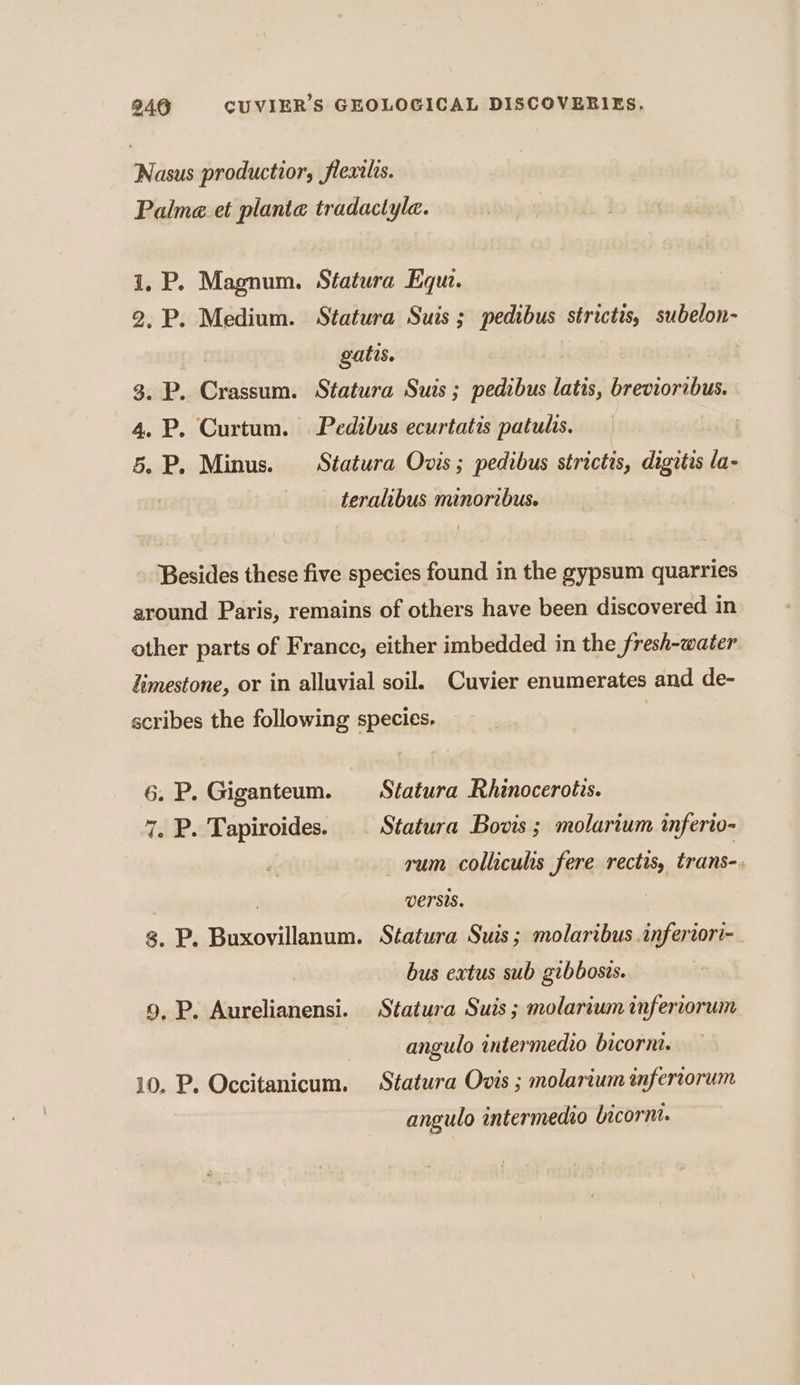 246 CUVIER'S GEOLOGICAL DISCOVERIES.
Nasus productior, flexilis.
Palmæ et plantæ tradactylæ.
1. P. Magnum. Statura Equi.
2. P. Medium. Statura Suis; pedibus strictis, subelon-
gatis.
3. P. Crassum. Statura Suis; pedibus latis, brevioribus.
4. P. Curtum. Pedibus ecurtatis patulis.
5. P. Minus. Statura Ovis; pedibus strictis, digitis la-
teralibus minoribus.
Besides these five species found in the gypsum quarries
around Paris, remains of others have been discovered in
other parts of France, either imbedded in the fresh-water
limestone, or in alluvial soil. Cuvier enumerates and de-
scribes the following species.
6. P. Giganteum. Statura Rhinocerotis.
7. P. Tapiroides. Statura Bovis; molarium inferio-
rum colliculis fere rectis, trans-
versis.
8. P. Buxovillanum. Statura Suis; molaribus inferiori-
bus extus sub gibbosis.
9. P. Aurelianensi. Statura Suis; molarium inferiorum
angulo intermedio bicorni.
10. P. Occitanicum. Statura Ovis; molarium inferiorum
angulo intermedio bicorni.